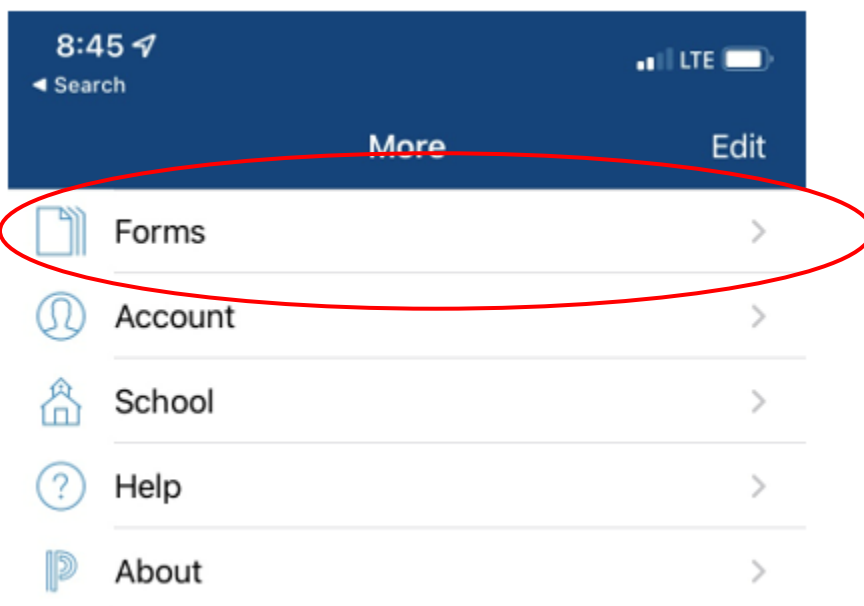 8:45
◀ Search
LTE
More
Edit
Forms
Account
School
Help
About